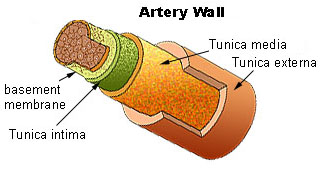 Artery Wall
Tunica media
Tunica externa
basement
membrane
Tunica intima